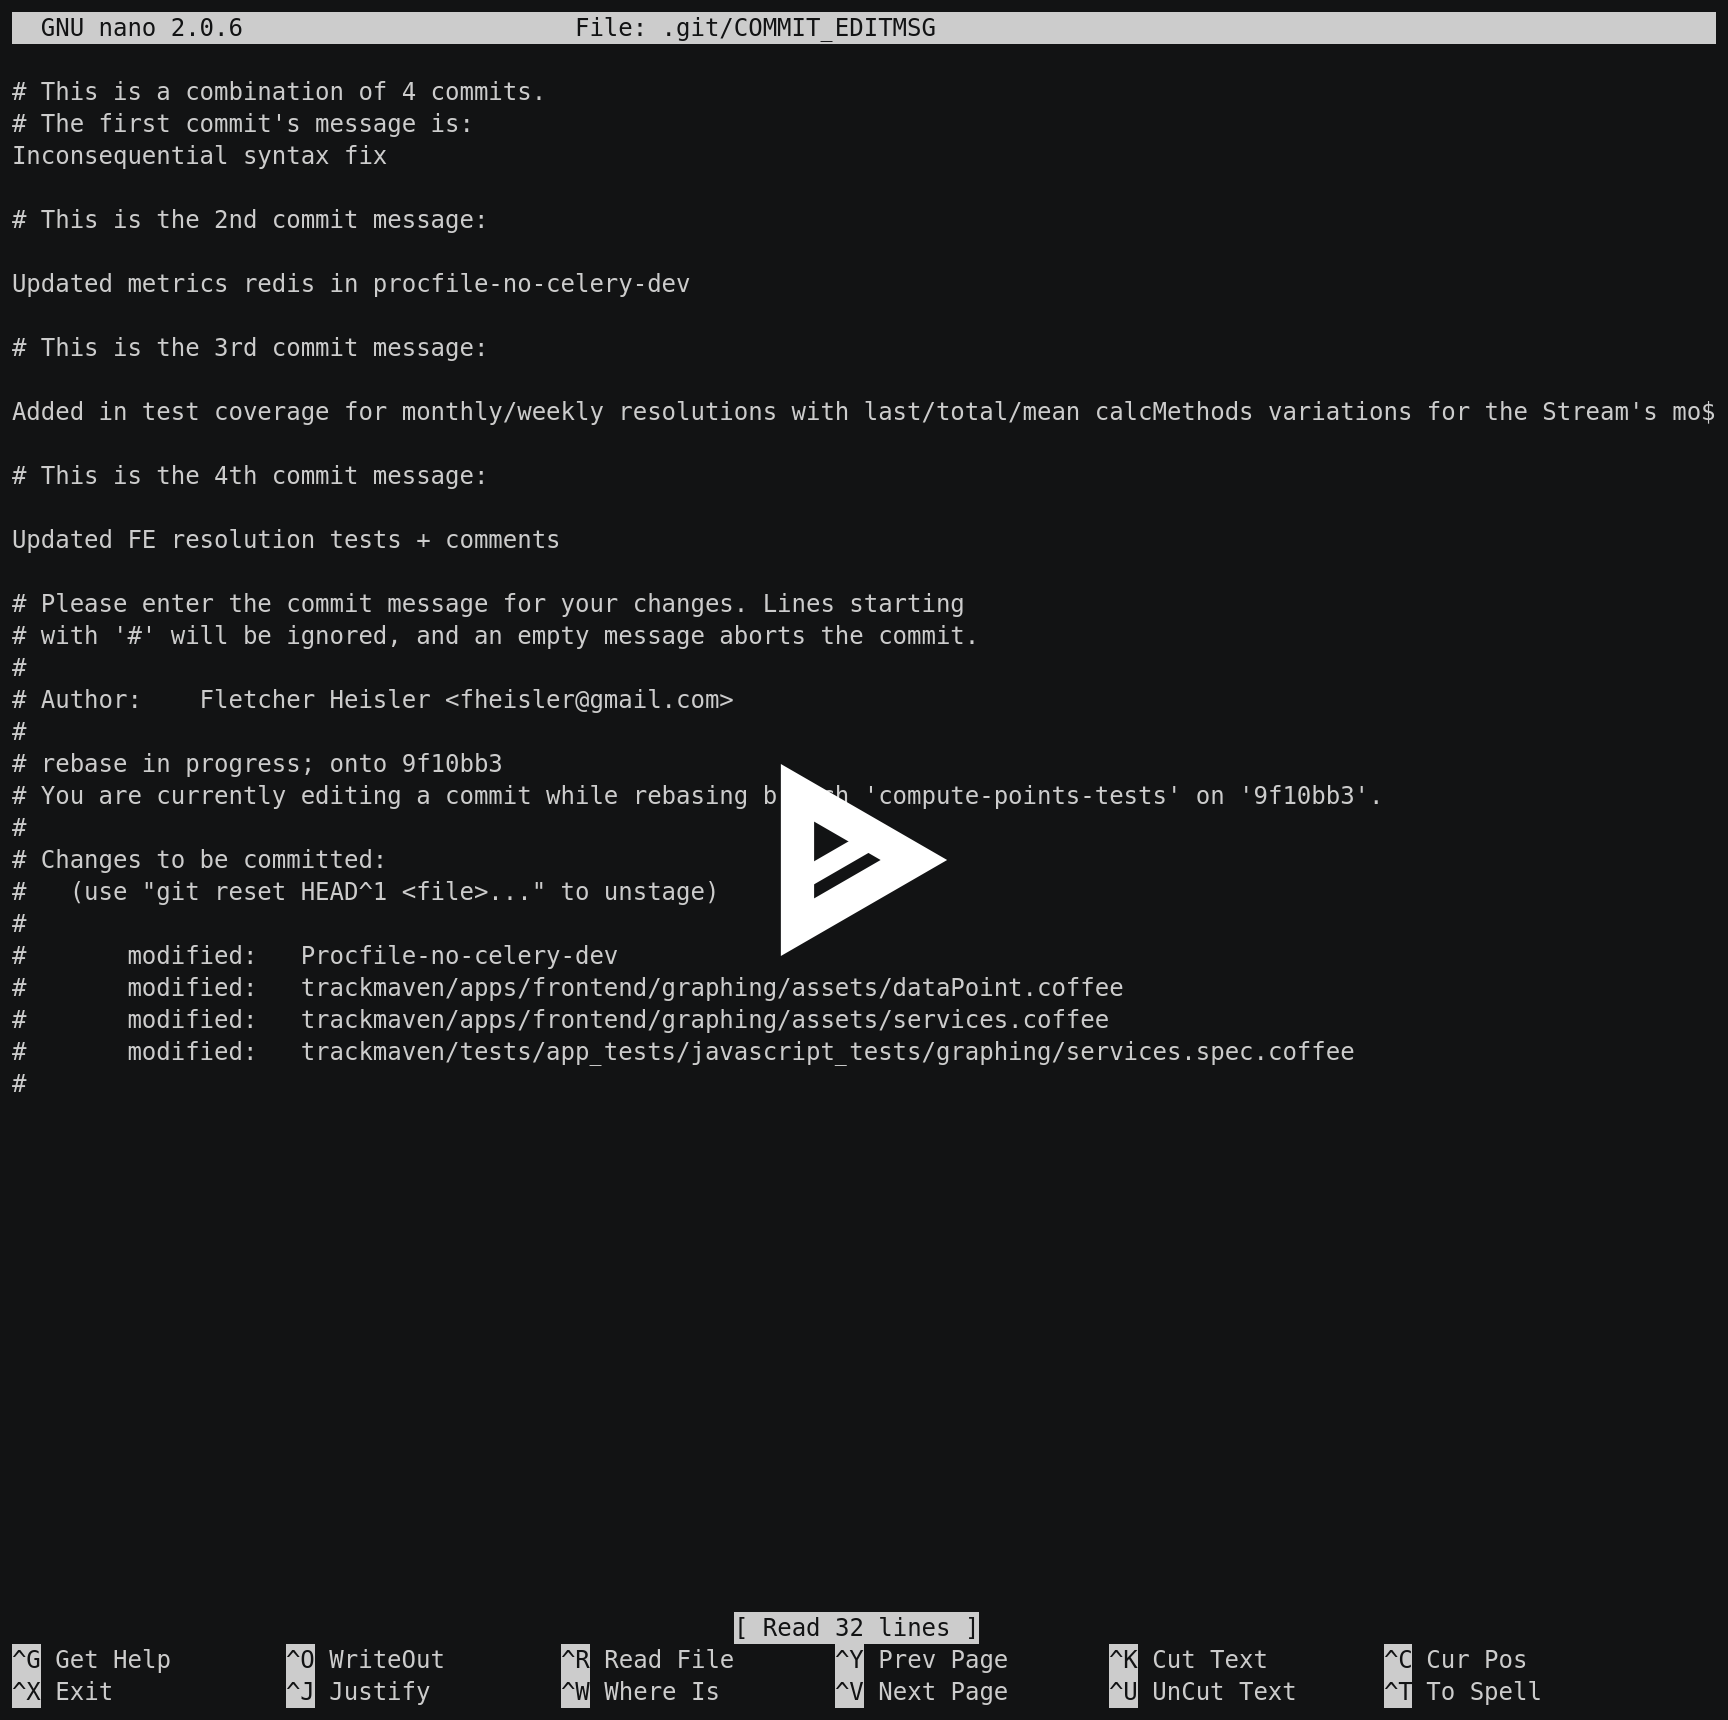 GNU nano 2.0.6 File: .git/COMMIT_EDITMSG
# This is a combination of 4 commits.
# The first commit's message is:
Inconsequential syntax fix
# This is the 2nd commit message:
Updated metrics redis in procfile-no-celery-dev
# This is the 3rd commit message:
Added in test coverage for monthly/weekly resolutions with last/total/mean calcMethods variations for the Stream's mo$
# This is the 4th commit message:
Updated FE resolution tests + comments
# Please enter the commit message for your changes. Lines starting
# with '#' will be ignored, and an empty message aborts the commit.
#
# Author:    Fletcher Heisler <fheisler@gmail.com>
#
# rebase in progress; onto 9f10bb3
# You are currently editing a commit while rebasing 'compute-points-tests' on '9f10bb3'.
#
# Changes to be committed:
#   (use "git reset HEAD^1 <file>..." to unstage)
#
#       modified:   Procfile-no-celery-dev
#       modified:   trackmaven/apps/frontend/graphing/assets/dataPoint.coffee
#       modified:   trackmaven/apps/frontend/graphing/assets/services.coffee
#       modified:   trackmaven/tests/app_tests/javascript_tests/graphing/services.spec.coffee
#
[ Read 32 lines ]
^G Get Help ^O WriteOut ^R Read File ^Y Prev Page ^K Cut Text ^C Cur Pos
^X Exit ^J Justify ^W Where Is ^V Next Page ^U UnCut Text ^T To Spell